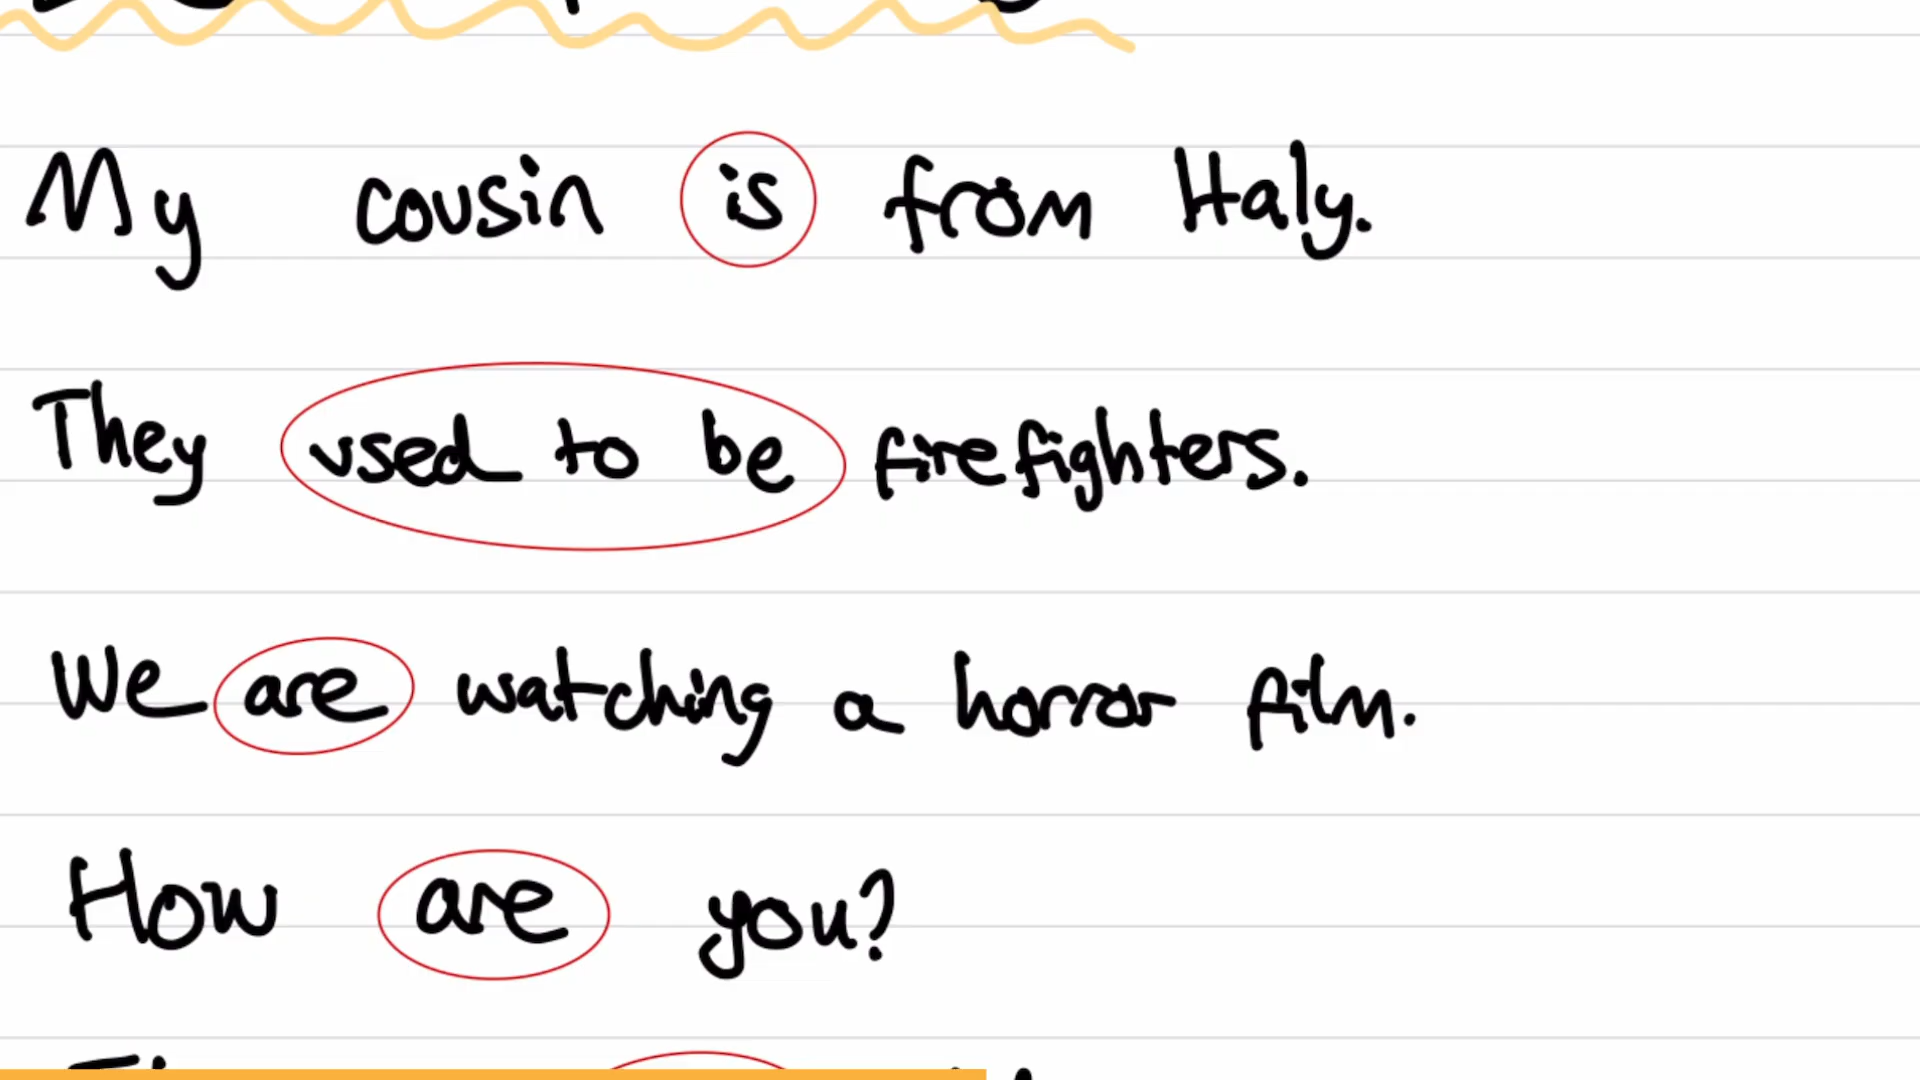 My cousin is from Italy.
They used to be firefighters.
We are watching a horror film.
How are you?